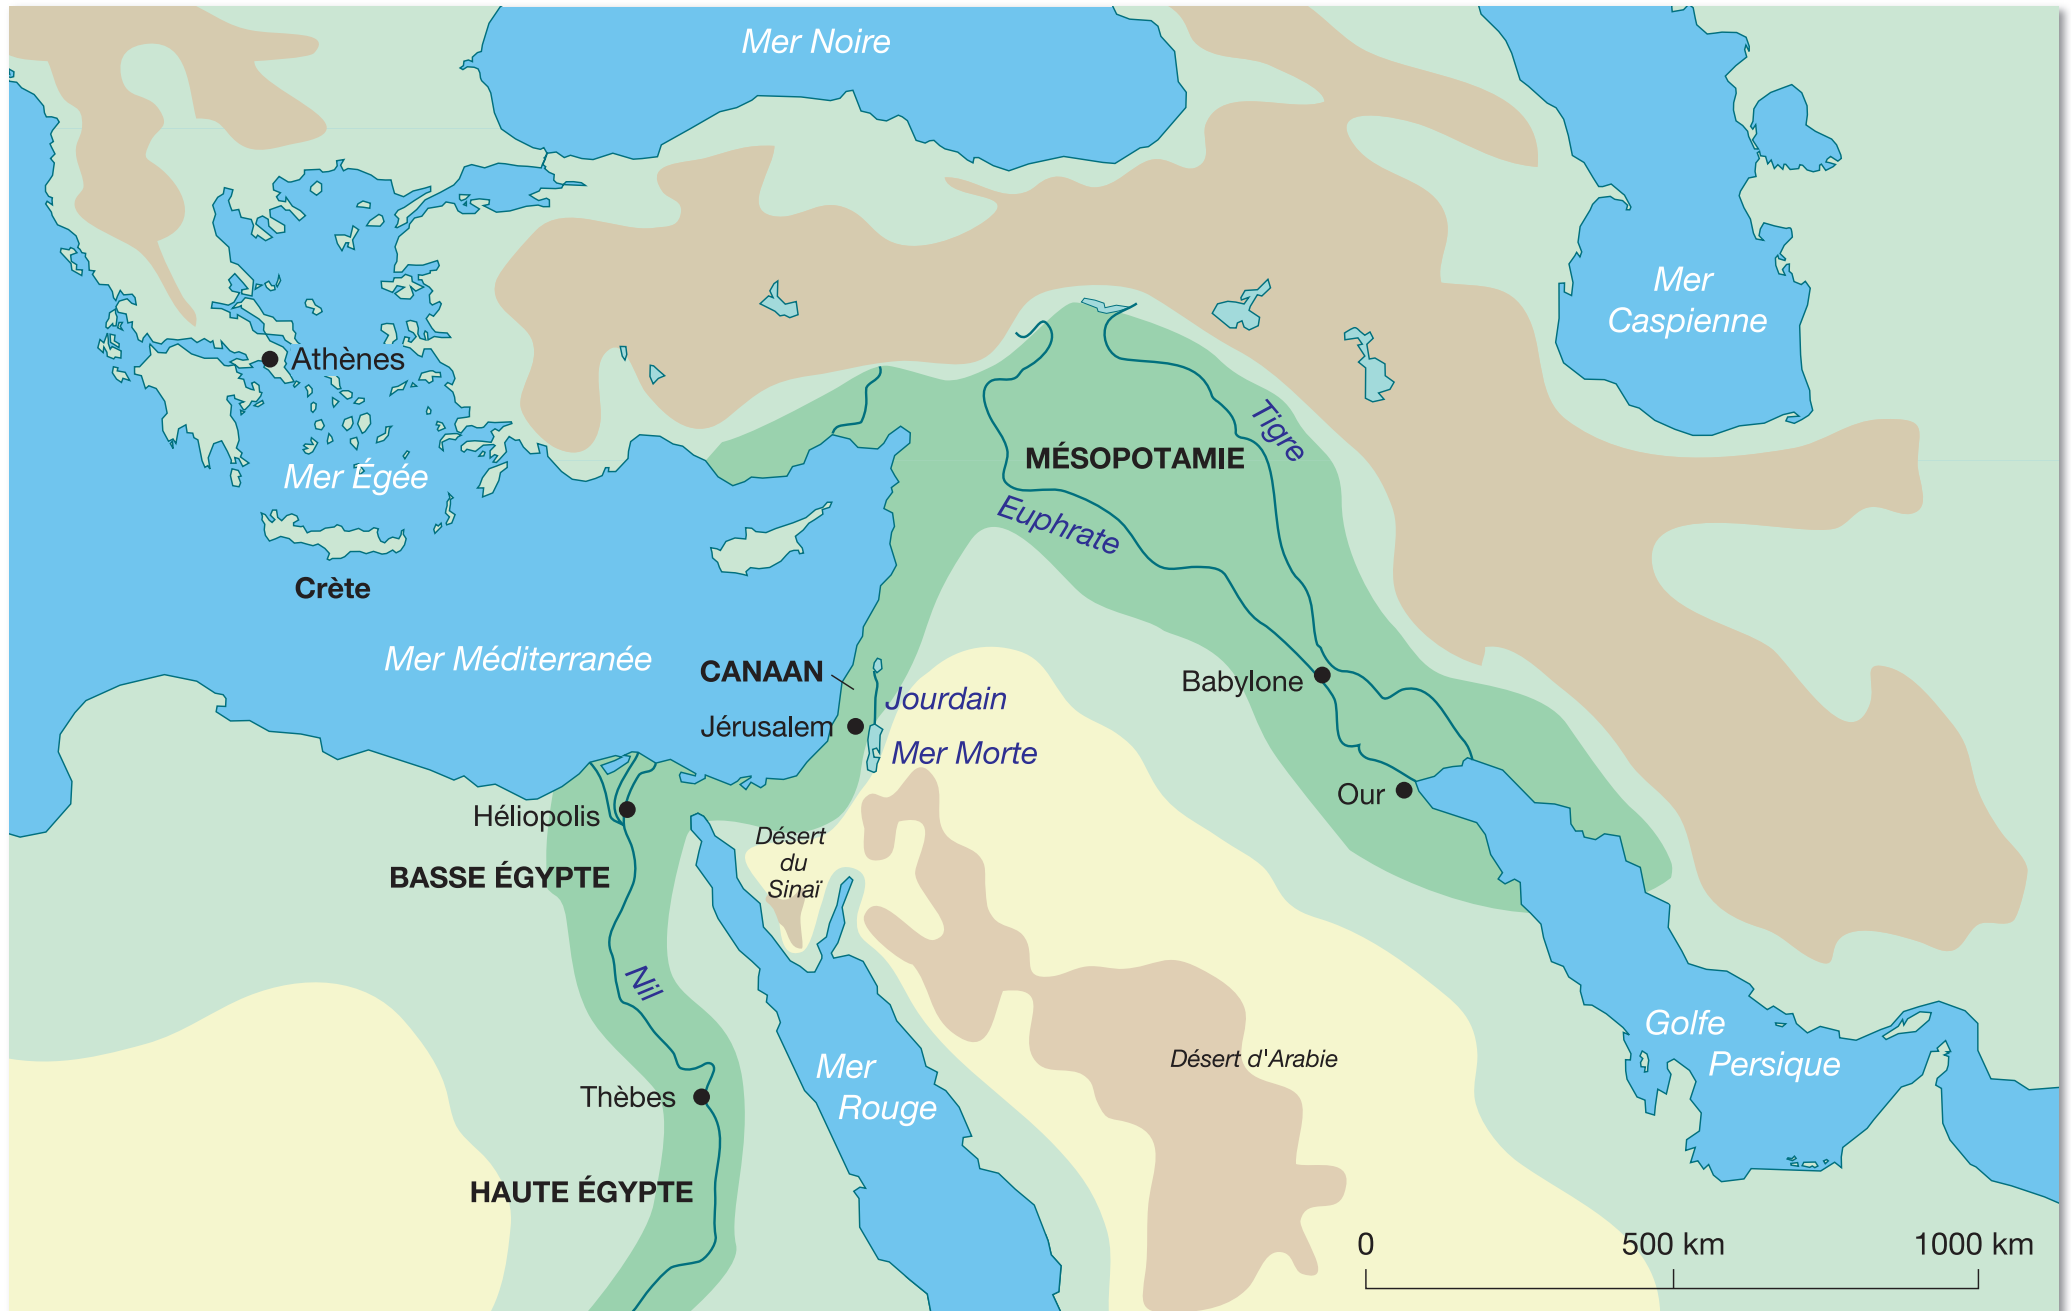 Mer Noire
Mer
Caspienne
Athènes
Tigre
MÉSOPOTAMIE
Mer Égée
Euphrate
Crète
Mer Méditerranée
CANAAN
Babylone
Jourdain
Jérusalem
Mer Morte
Our
Héliopolis
Désert
du
Sinaï
BASSE ÉGYPTE
Nil
Golfe
Persique
Mer
Rouge
Désert d'Arabie
Thèbes
HAUTE ÉGYPTE
0 500 km 1000 km